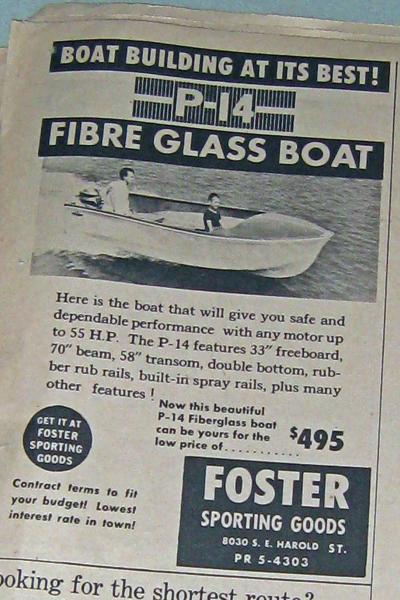 BOAT BUILDING AT ITS BEST!
P-14
FIBRE GLASS BOAT
Here is the boat that will give you safe and
dependable performance with any motor up
to 55 H.P. The P-14 features 33" freeboard,
70" beam, 58" transom, double bottom, rub-
ber rub rails, built-in spray rails, plus many
other features!
GET IT AT
FOSTER
SPORTING
GOODS
Now this beautiful
P-14 Fiberglass boat
can be yours for the
low price of............ $495
Contract terms to fit
your budget! Lowest
interest rate in town!
FOSTER
SPORTING GOODS
8030 S. E. HAROLD ST.
PR 5-4303
ooking for the shortest route?